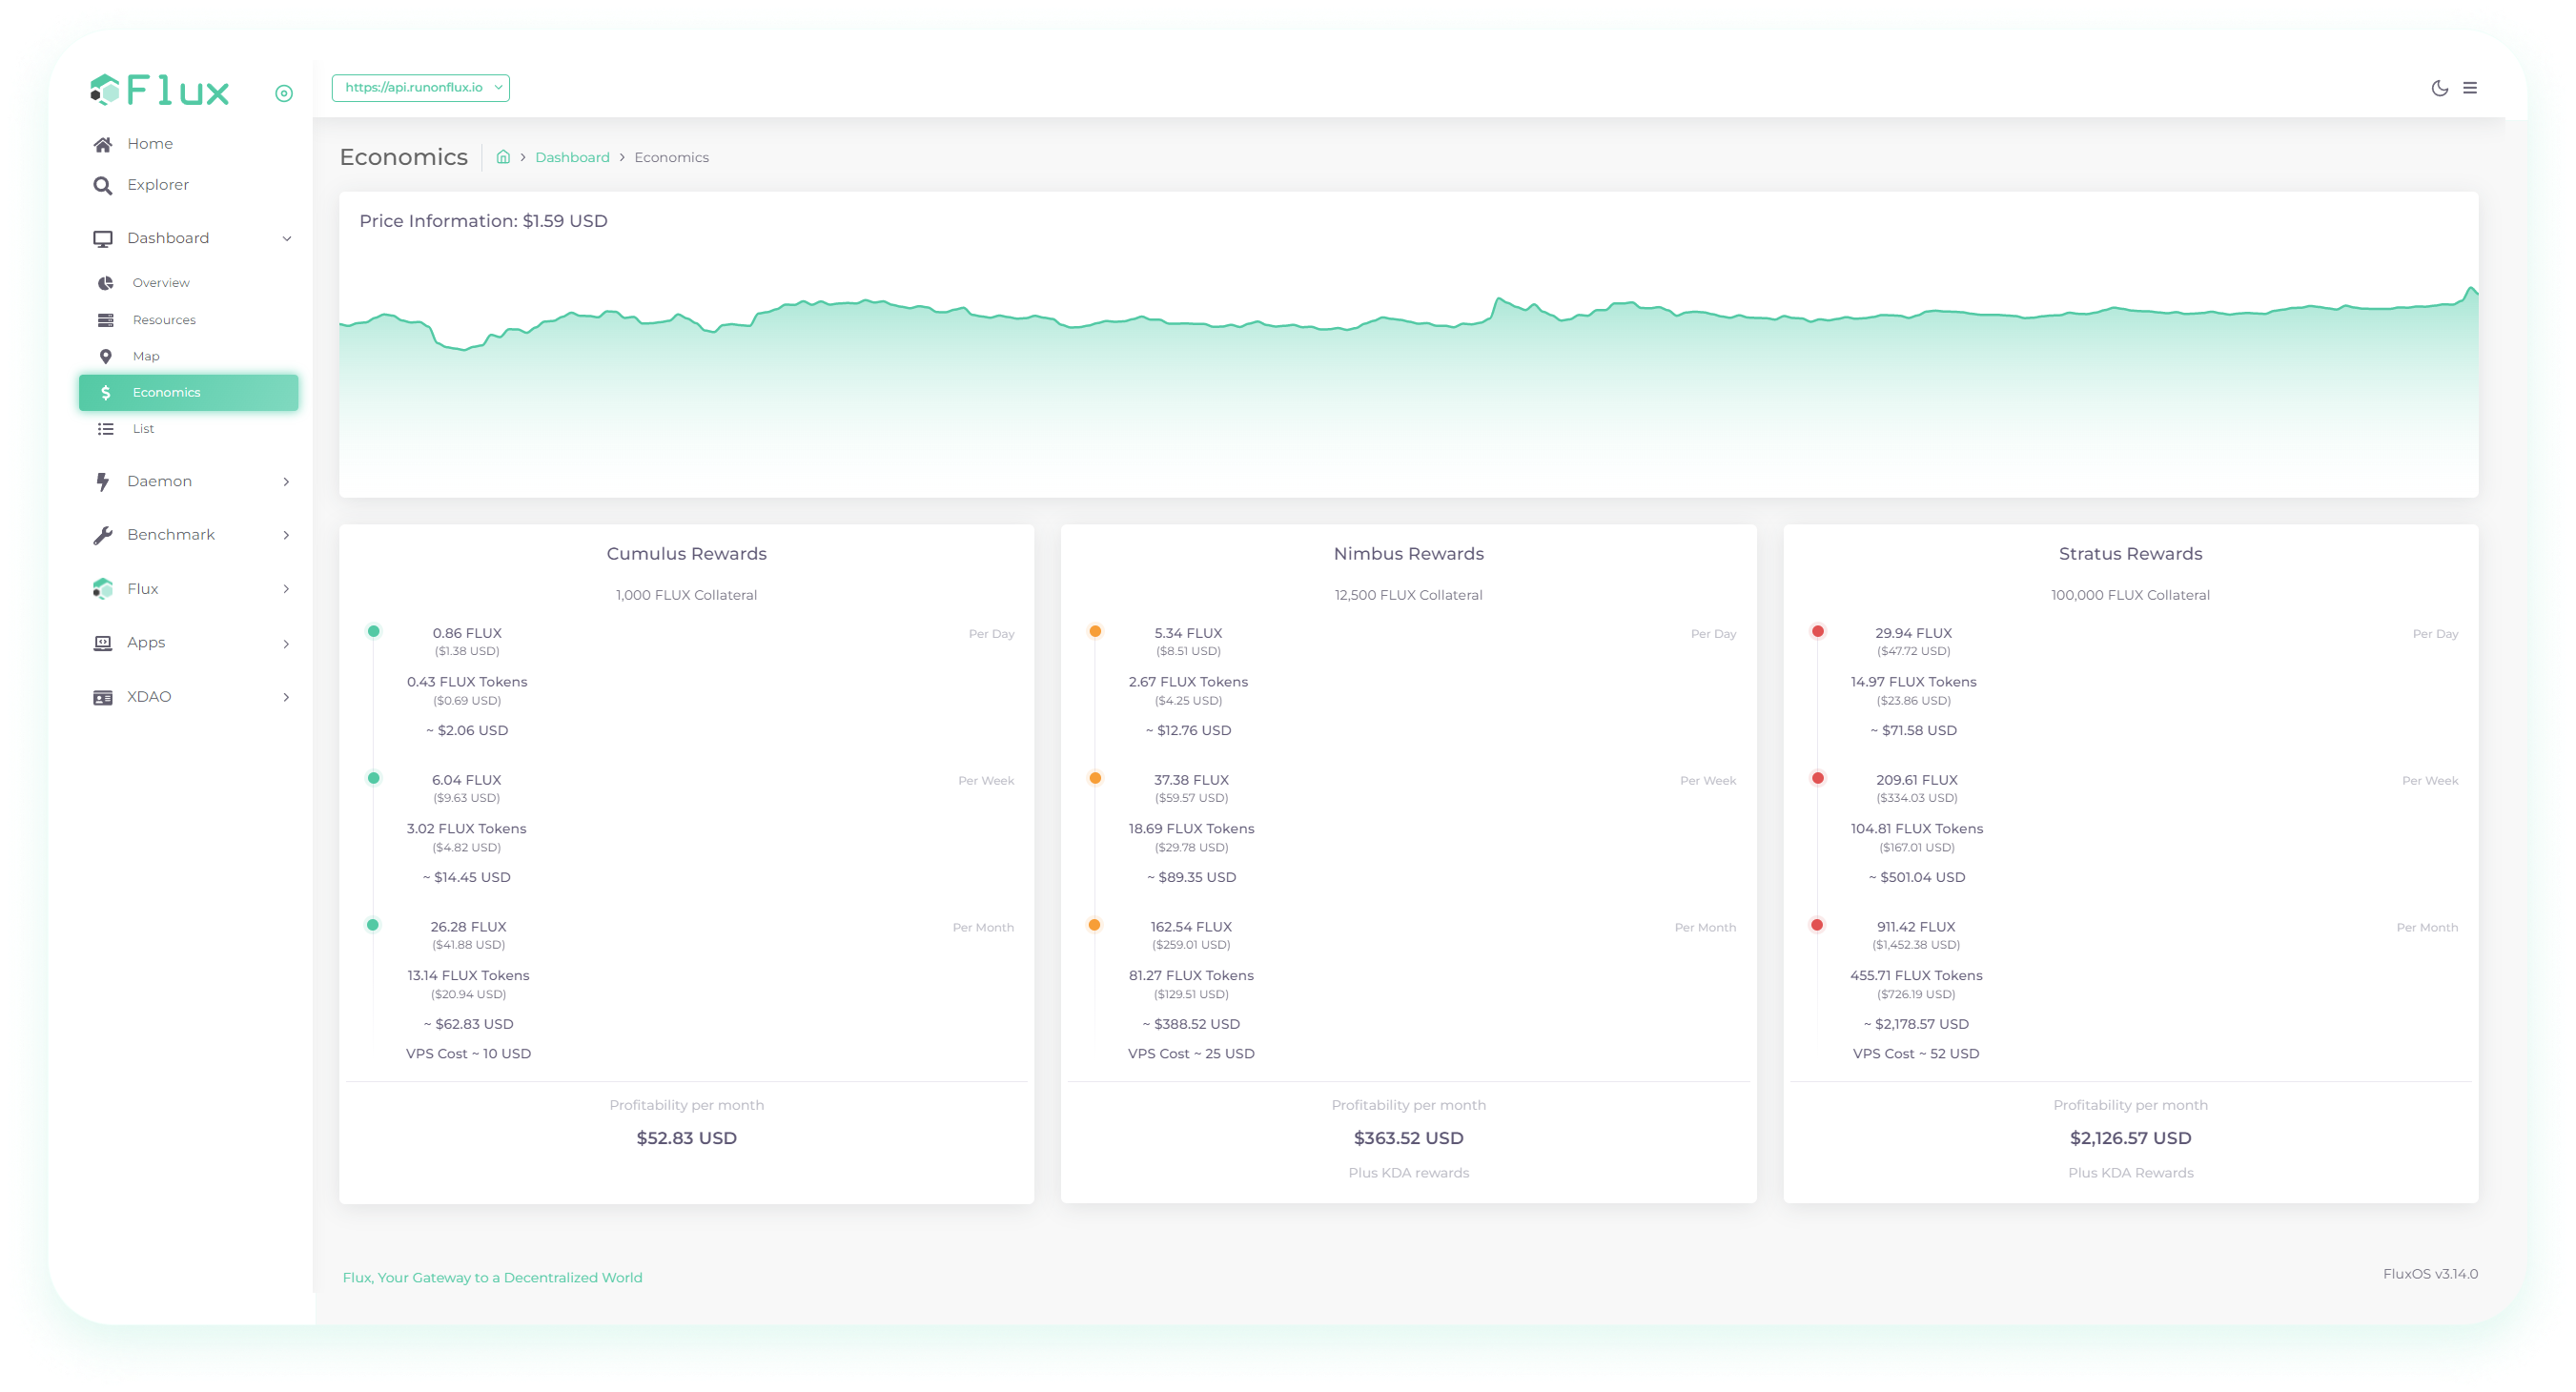 Flux
https://api.runonflux.io
Home
Explorer
Dashboard
Overview
Resources
Map
Economics
List
Daemon
Benchmark
Flux
Apps
XDAO
Economics
Dashboard
Economics
Price Information: $1.59 USD
Cumulus Rewards
1,000 FLUX Collateral
0.86 FLUX
Per Day
($1.38 USD)
0.43 FLUX Tokens
($0.69 USD)
~ $2.06 USD
6.04 FLUX
Per Week
($9.63 USD)
3.02 FLUX Tokens
($4.82 USD)
~ $14.45 USD
26.28 FLUX
Per Month
($41.88 USD)
13.14 FLUX Tokens
($20.94 USD)
~ $62.83 USD
VPS Cost ~ 10 USD
Profitability per month
$52.83 USD
Nimbus Rewards
12,500 FLUX Collateral
5.34 FLUX
Per Day
($8.51 USD)
2.67 FLUX Tokens
($4.25 USD)
~ $12.76 USD
37.38 FLUX
Per Week
($59.57 USD)
18.69 FLUX Tokens
($29.78 USD)
~ $89.35 USD
162.54 FLUX
Per Month
($259.01 USD)
81.27 FLUX Tokens
($129.51 USD)
~ $388.52 USD
VPS Cost ~ 25 USD
Profitability per month
$363.52 USD
Plus KDA rewards
Stratus Rewards
100,000 FLUX Collateral
29.94 FLUX
Per Day
($47.72 USD)
14.97 FLUX Tokens
($23.86 USD)
~ $71.58 USD
209.61 FLUX
Per Week
($334.03 USD)
104.81 FLUX Tokens
($167.01 USD)
~ $501.04 USD
911.42 FLUX
Per Month
($1,452.38 USD)
455.71 FLUX Tokens
($726.19 USD)
~ $2,178.57 USD
VPS Cost ~ 52 USD
Profitability per month
$2,126.57 USD
Plus KDA Rewards
Flux, Your Gateway to a Decentralized World
FluxOS v3.14.0